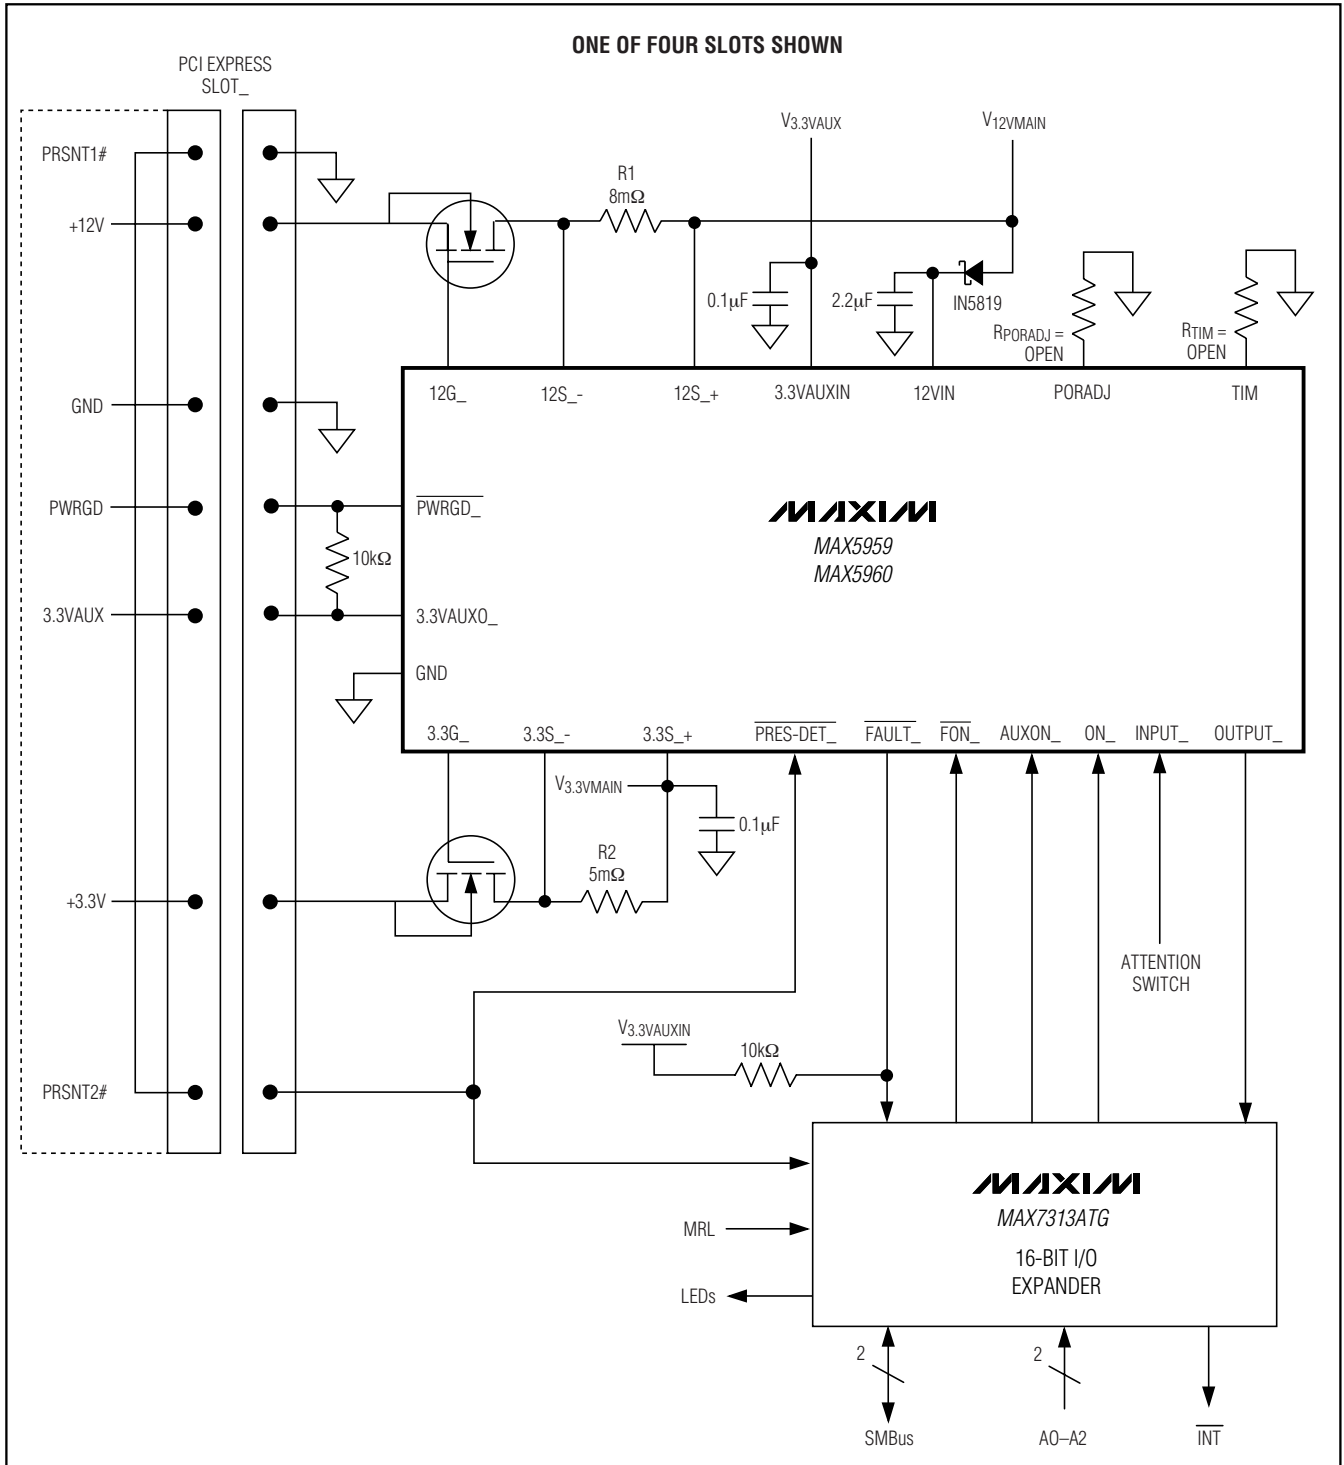 ONE OF FOUR SLOTS SHOWN
PCI EXPRESS
SLOT_
PRSNT1#
+12V
GND
PWRGD
3.3VAUX
+3.3V
PRSNT2#
R1
8mΩ
V3.3VAUX
V12VMAIN
0.1µF
2.2µF
IN5819
RPORADJ =
OPEN
RTIM =
OPEN
12G_
12S_-
12S_+
3.3VAUXIN
12VIN
PORADJ
TIM
PWRGD_
10kΩ
3.3VAUXO_
GND
MAXIM
MAX5959
MAX5960
3.3G_
3.3S_-
3.3S_+
PRES-DET_
FAULT_
FON_
AUXON_
ON_
INPUT_
OUTPUT_
V3.3VMAIN
0.1µF
R2
5mΩ
ATTENTION
SWITCH
V3.3VAUXIN
10kΩ
MAXIM
MAX7313ATG
16-BIT I/O
EXPANDER
MRL
LEDs
2
2
SMBus
AO–A2
INT